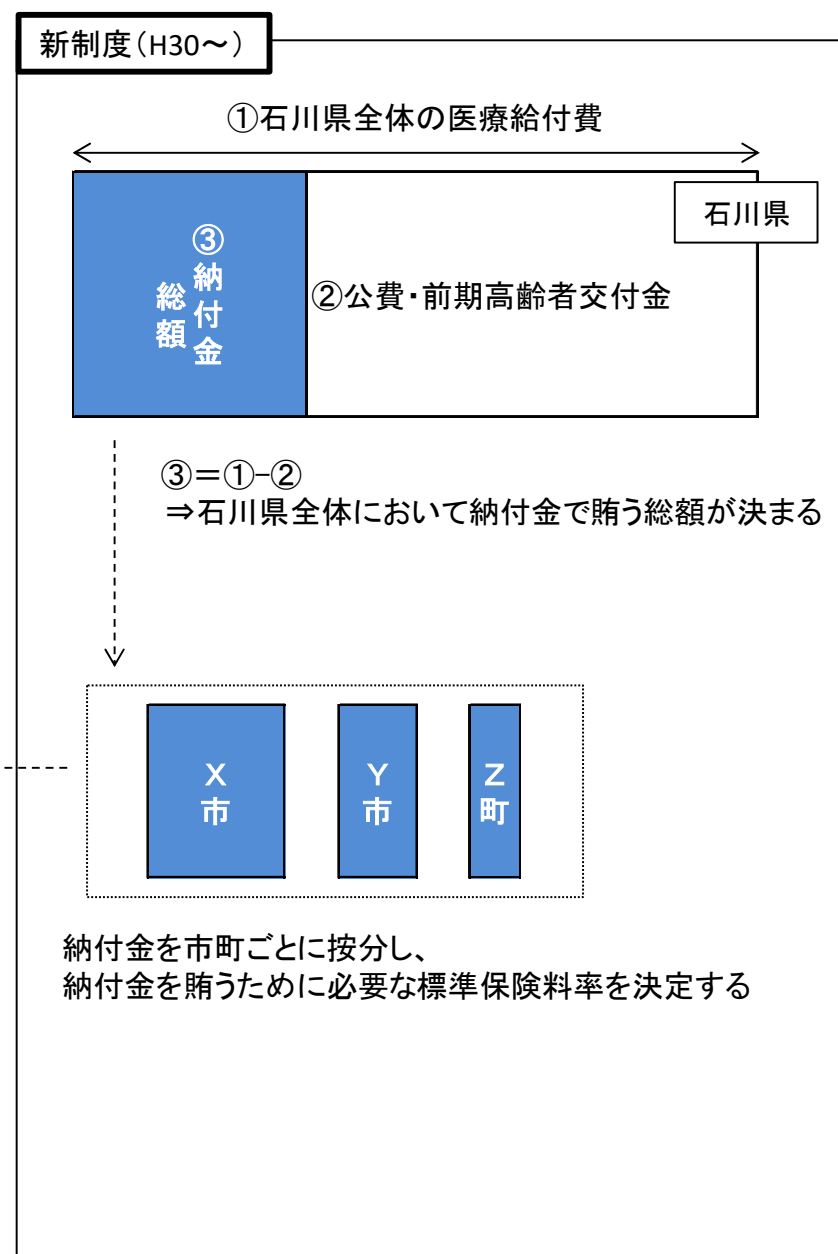 新制度（H30～）
①石川県全体の医療給付費
石川県
③納付金
総額
②公費・前期高齢者交付金
③＝①−②
⇒石川県全体において納付金で賄う総額が決まる
X市
Y市
Z町
納付金を市町ごとに按分し、
納付金を賄うために必要な標準保険料率を決定する